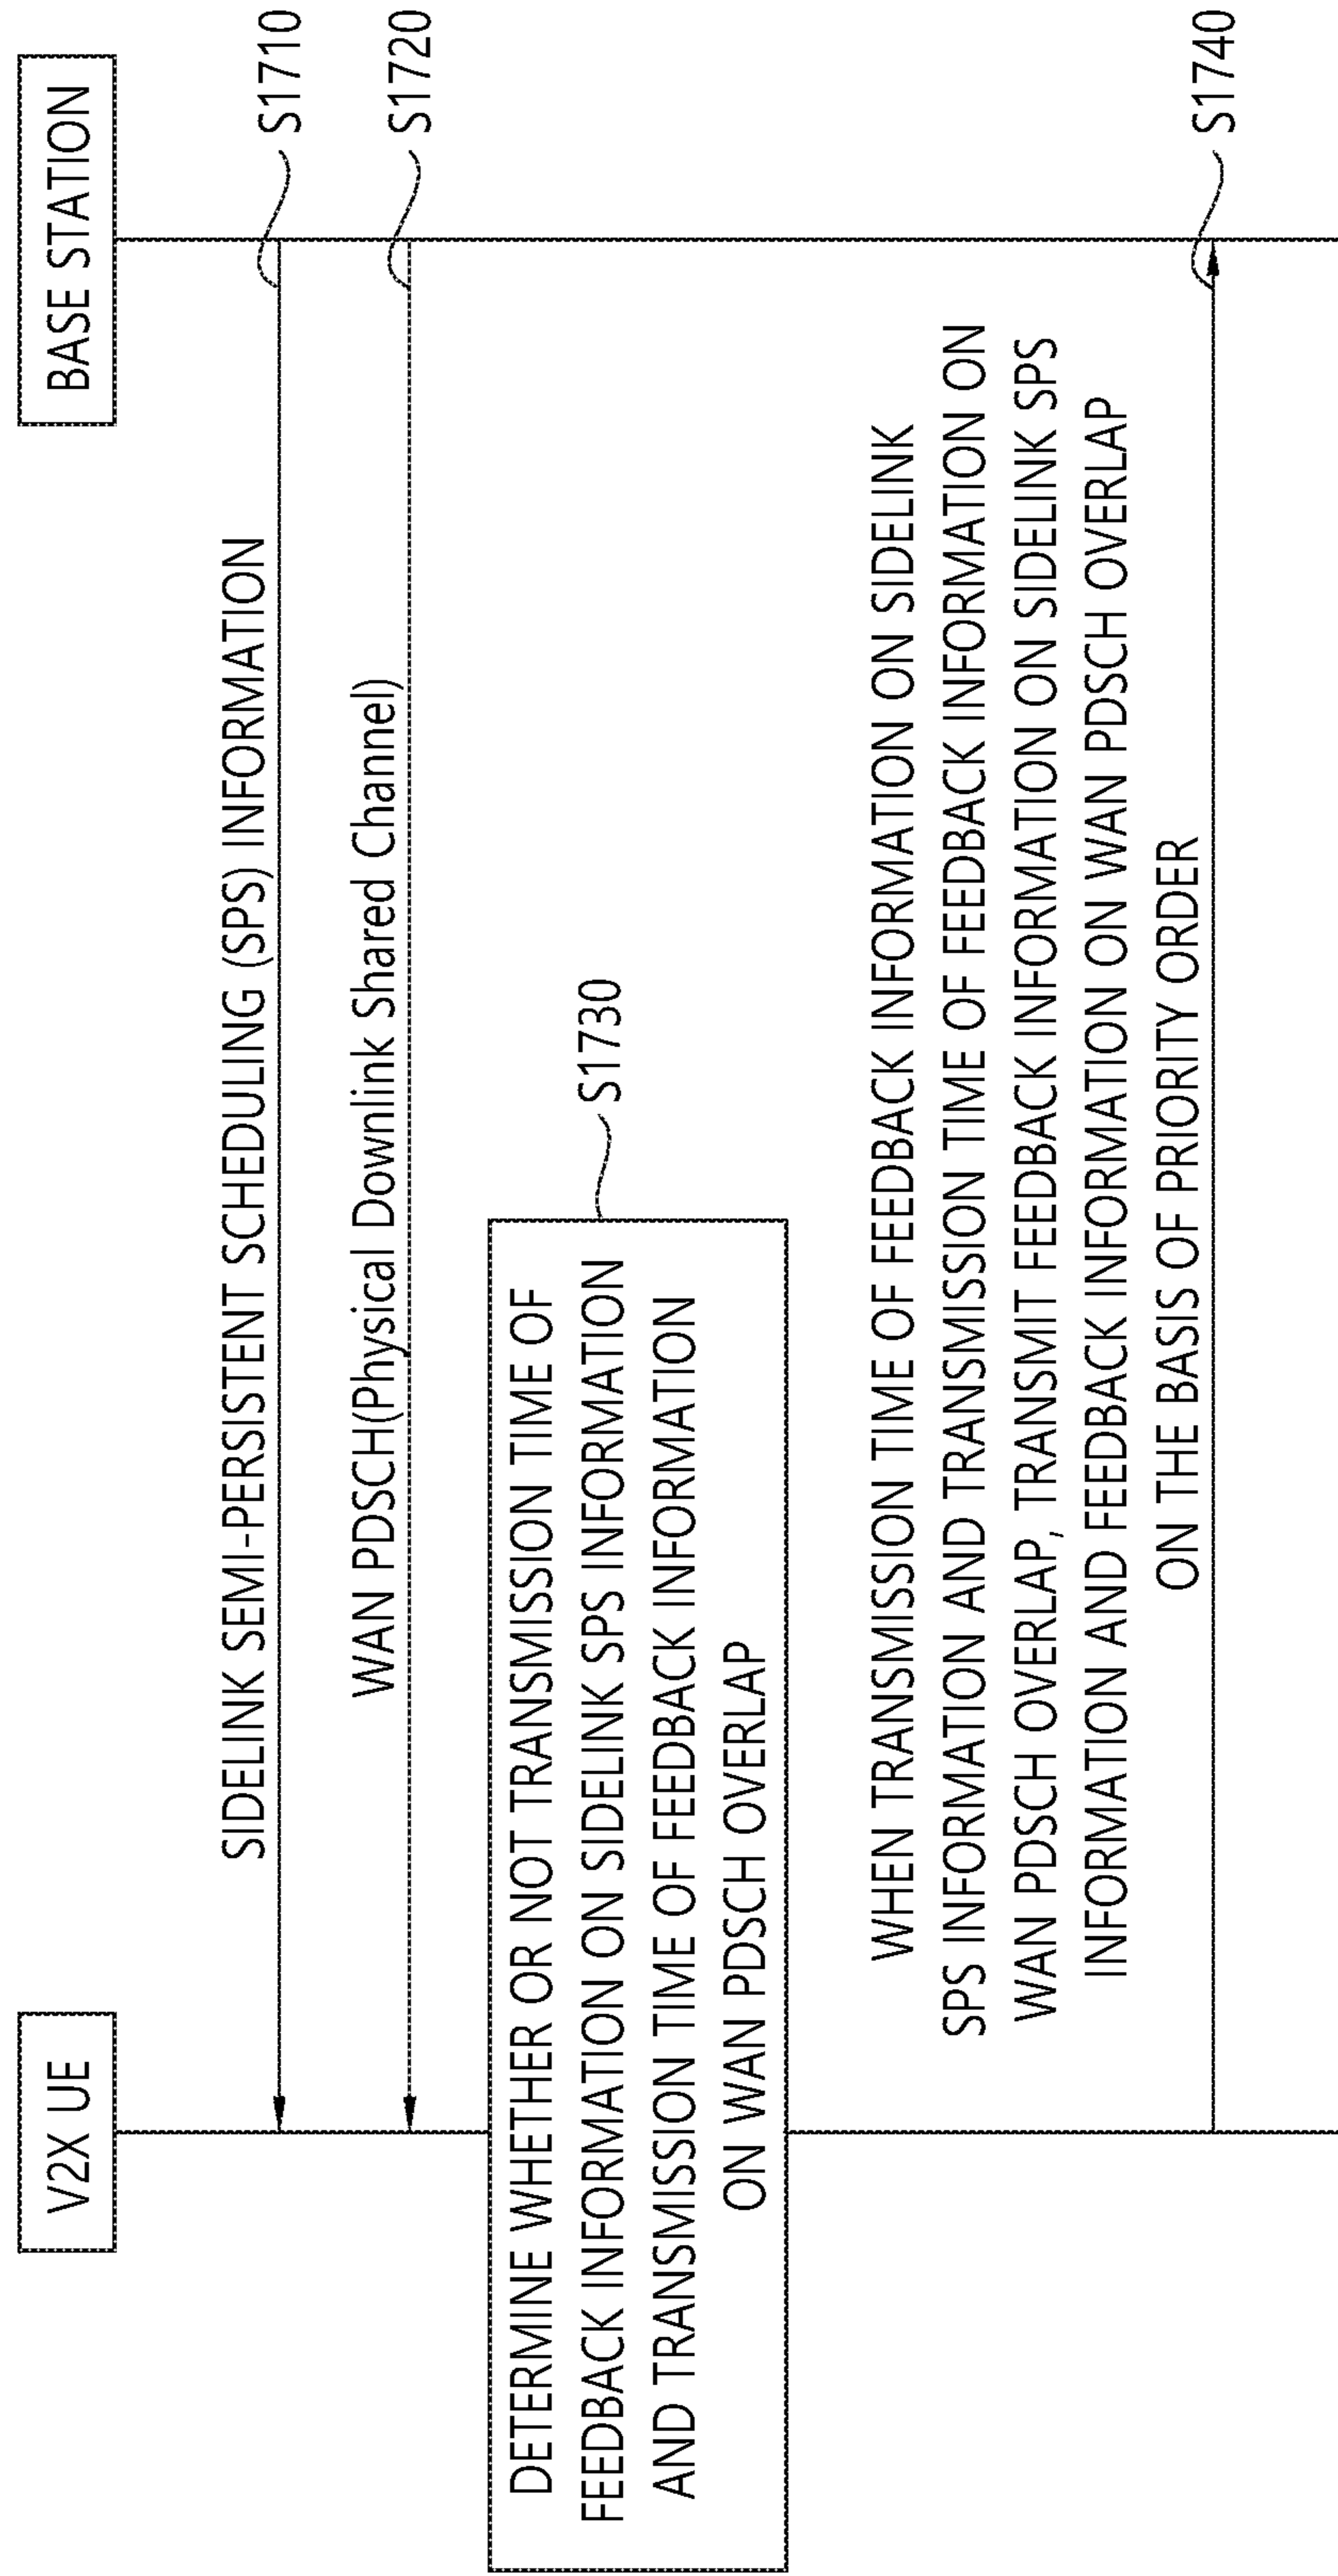 V2X UE
BASE STATION
SIDELINK SEMI-PERSISTENT SCHEDULING (SPS) INFORMATION
S1710
WAN PDSCH(Physical Downlink Shared Channel)
S1720
DETERMINE WHETHER OR NOT TRANSMISSION TIME OF
FEEDBACK INFORMATION ON SIDELINK SPS INFORMATION
AND TRANSMISSION TIME OF FEEDBACK INFORMATION
ON WAN PDSCH OVERLAP
S1730
WHEN TRANSMISSION TIME OF FEEDBACK INFORMATION ON SIDELINK
SPS INFORMATION AND TRANSMISSION TIME OF FEEDBACK INFORMATION ON
WAN PDSCH OVERLAP, TRANSMIT FEEDBACK INFORMATION ON SIDELINK SPS
INFORMATION AND FEEDBACK INFORMATION ON WAN PDSCH OVERLAP
ON THE BASIS OF PRIORITY ORDER
S1740